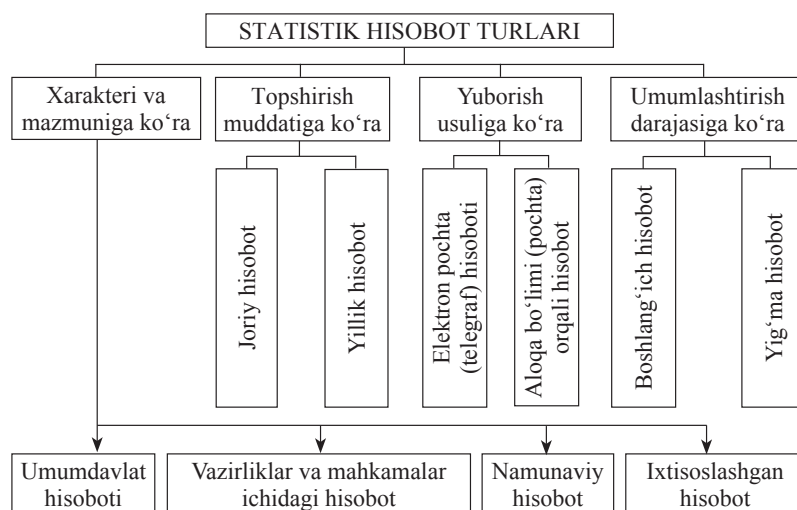 STATISTIK HISOBOT TURLARI
Xarakteri va
mazmuniga ko‘ra
Topshirish
muddatiga ko‘ra
Yuborish
usuliga ko‘ra
Umumlashtirish
darajasiga ko‘ra
Joriy hisobot
Yillik hisobot
Elektron pochta
(telegraf) hisoboti
Aloqa bo‘limi (pochta)
orqali hisobot
Boshlang‘ich hisobot
Yig‘ma hisobot
Umumdavlat
hisoboti
Vazirliklar va mahkamalar
ichidagi hisobot
Namunaviy
hisobot
Ixtisoslashgan
hisobot